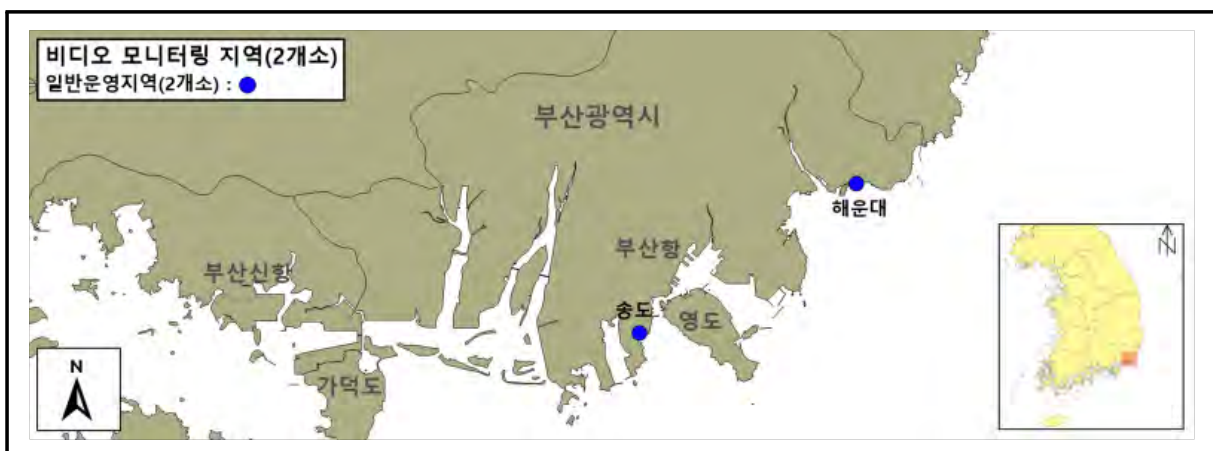 비디오 모니터링 지역(2개소)
일반운영지역(2개소) :
부산광역시
해운대
부산항
부산신항
송도
영도
가덕도
N
N